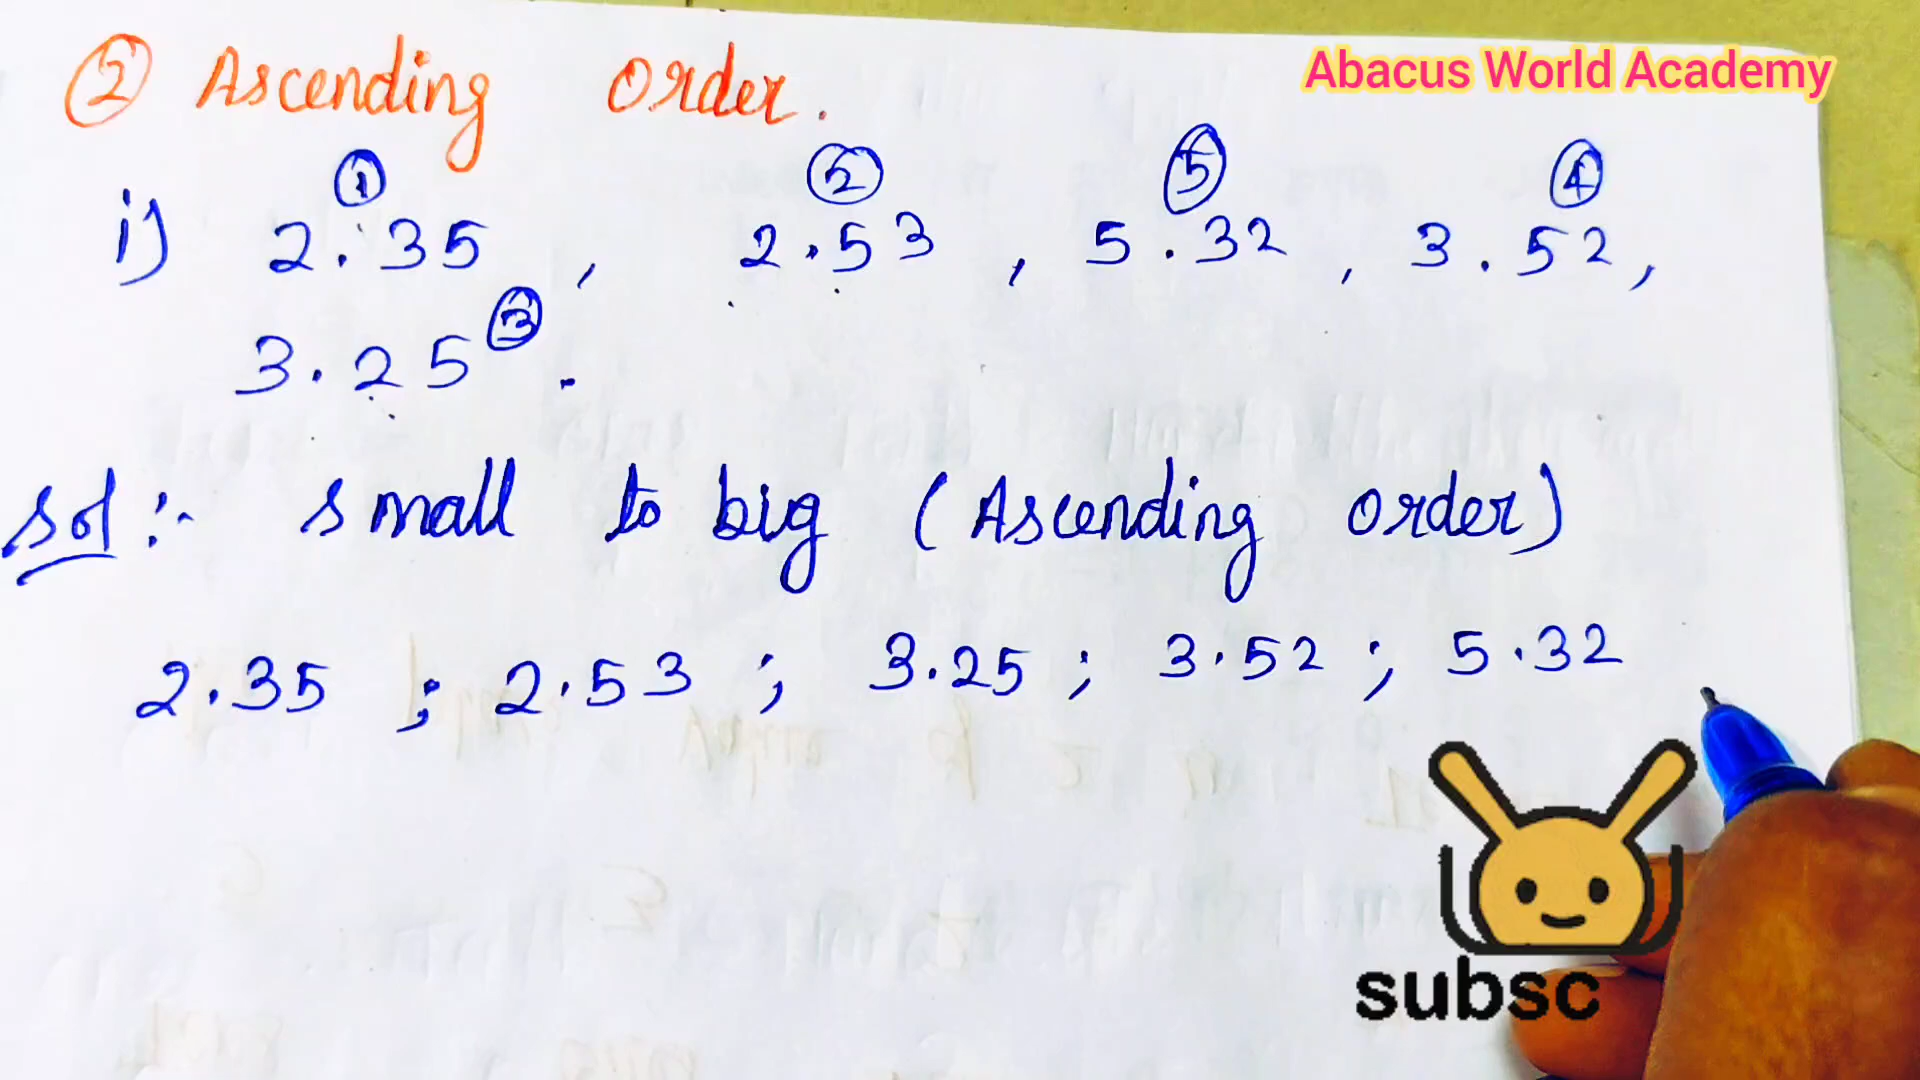 Abacus World Academy
② Ascending Order.
① ② ⑤ ④
i) 2.35 , 2.53 , 5.32 , 3.52 ,
3.25 ③ .
Sol :- Small to big (Ascending order)
2.35 ; 2.53 ; 3.25 ; 3.52 ; 5.32
subsc